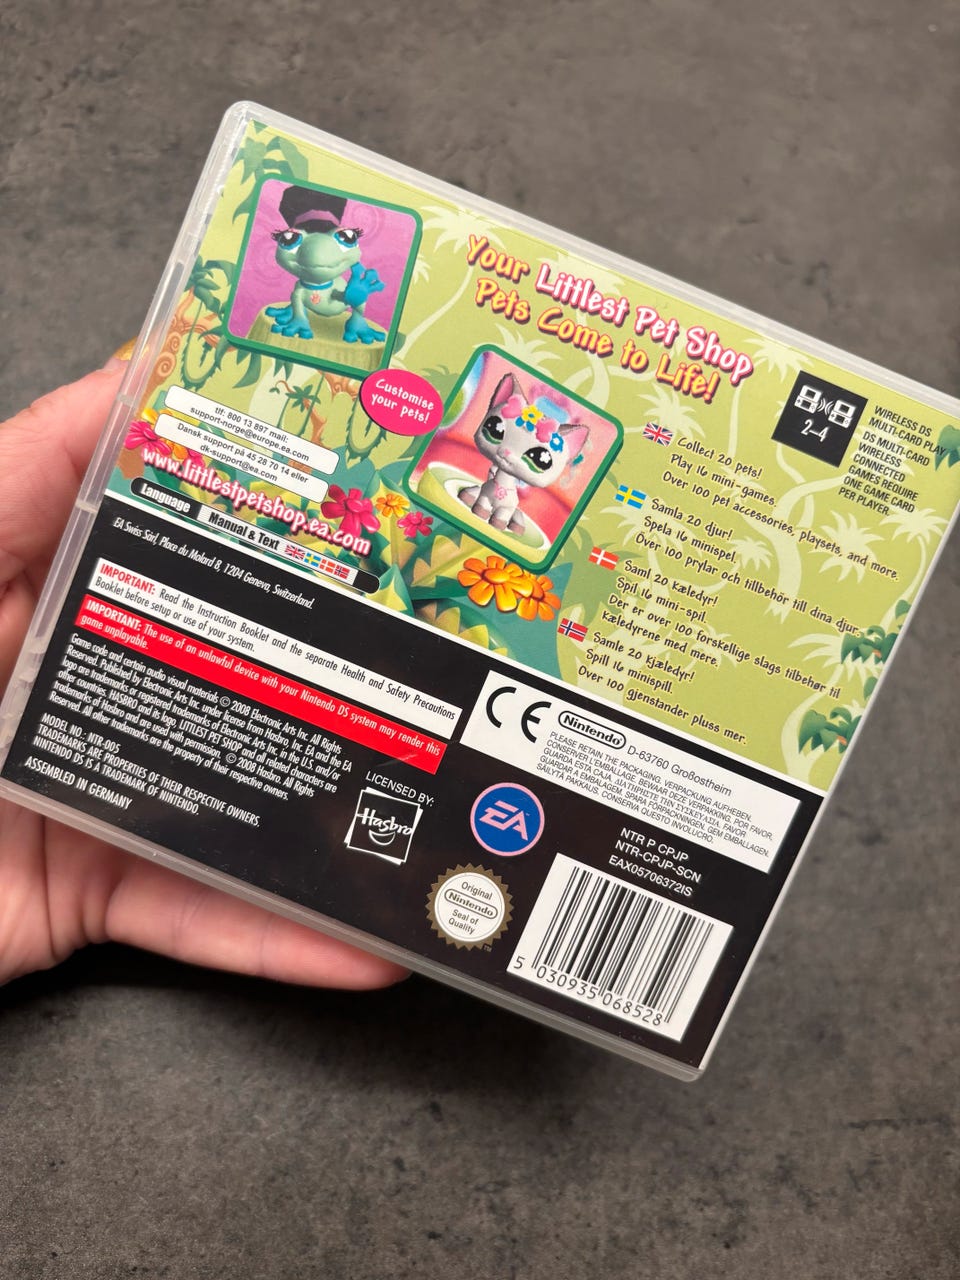 Your Littlest Pet Shop
Pets Come to Life!
Customise
your pets!
2-4
WIRELESS DS
MULTI-CARD PLAY
DS MULTI-CARD
WIRELESS
CONNECTED
GAMES REQUIRE
ONE GAME CARD
PER PLAYER
Collect 20 pets!
Play 16 mini-games.
Over 100 pet accessories, playsets, and more.
Samla 20 djur!
Spela 16 minispel.
Över 100 prylar och tillbehör till dina djur.
Saml 20 kæledyr!
Spil 16 mini-spil.
Der er over 100 forskellige slags tilbehør til
kæledyrene med mere.
Samle 20 kjæledyr!
Spill 16 minispill.
Over 100 gjenstander pluss mer.
tlf: 800 13 897 mail:
support-norge@europe.ea.com
Dansk support på 45 28 70 14 eller
dk-support@ea.com
www.littlestpetshop.ea.com
Language
Manual & Text
EA Swiss Sàrl, Place du Molard 8, 1204 Geneva, Switzerland.
IMPORTANT: Read the Instruction Booklet and the separate Health and Safety Precautions
Booklet before setup or use of your system.
IMPORTANT: The use of an unlawful device with your Nintendo DS system may render this
game unplayable.
Game code and certain audio visual materials © 2008 Electronic Arts Inc. All Rights
Reserved. Published by Electronic Arts Inc. under license from Hasbro, Inc. EA and the EA
logo are trademarks or registered trademarks of Electronic Arts Inc. in the U.S. and/or
other countries. HASBRO and its logo, LITTLEST PET SHOP and all related characters are
trademarks of Hasbro and are used with permission. © 2008 Hasbro. All Rights
Reserved. All other trademarks are the property of their respective owners.
MODEL NO.: NTR-005
TRADEMARKS ARE PROPERTIES OF THEIR RESPECTIVE OWNERS.
NINTENDO DS IS A TRADEMARK OF NINTENDO.
ASSEMBLED IN GERMANY
LICENSED BY:
Hasbro
EA
CE
Nintendo
D-63760 Großostheim
PLEASE RETAIN THE PACKAGING. VERPACKUNG AUFHEBEN.
CONSERVER L'EMBALLAGE. BEWAAR DEZE VERPAKKING. POR FAVOR,
GUARDA ESTA CAJA. ΔΙΑΤΗΡΗΣΤΕ ΤΗΝ ΣΥΣΚΕΥΑΣΙΑ. FAVOR
GUARDAR A EMBALAGEM. SPARA FÖRPACKNINGEN. GEM EMBALLAGEN.
SÄILYTÄ PAKKAUS. CONSERVA QUESTO INVOLUCRO.
NTR P CPJP
NTR-CPJP-SCN
EAX05706372IS
Original
Nintendo
Seal of
Quality
TM
5 030935 068528